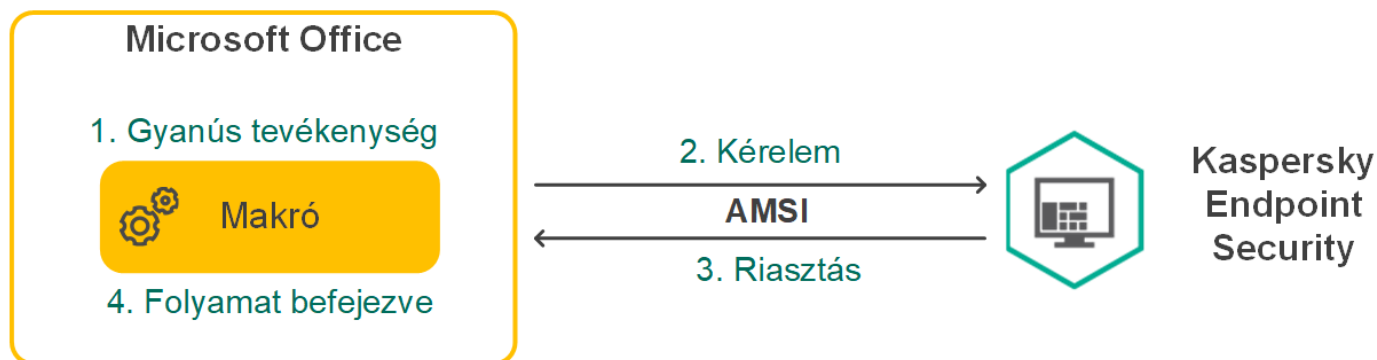 Microsoft Office
1. Gyanús tevékenység
Makró
4. Folyamat befejezve
2. Kérelem
AMSI
3. Riasztás
Kaspersky
Endpoint
Security